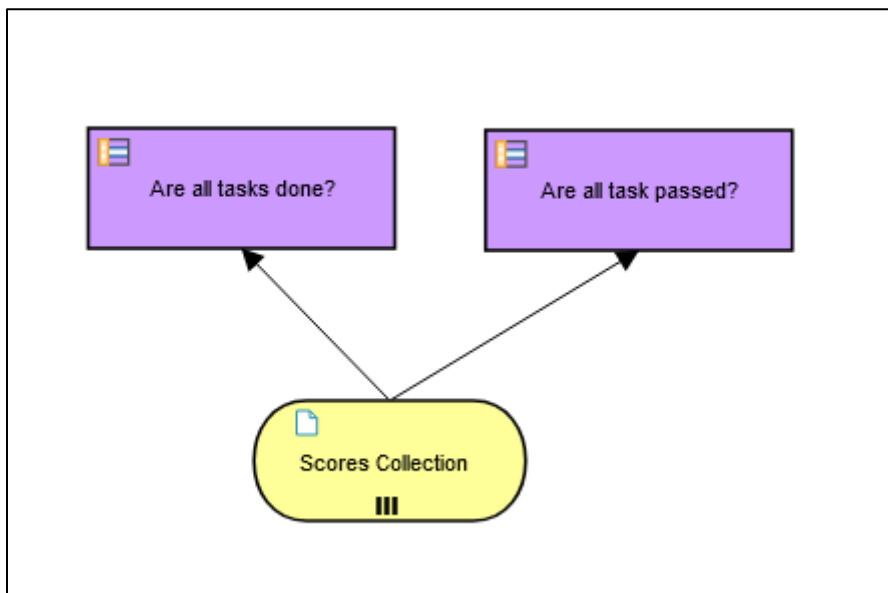 Are all tasks done?
Are all task passed?
Scores Collection